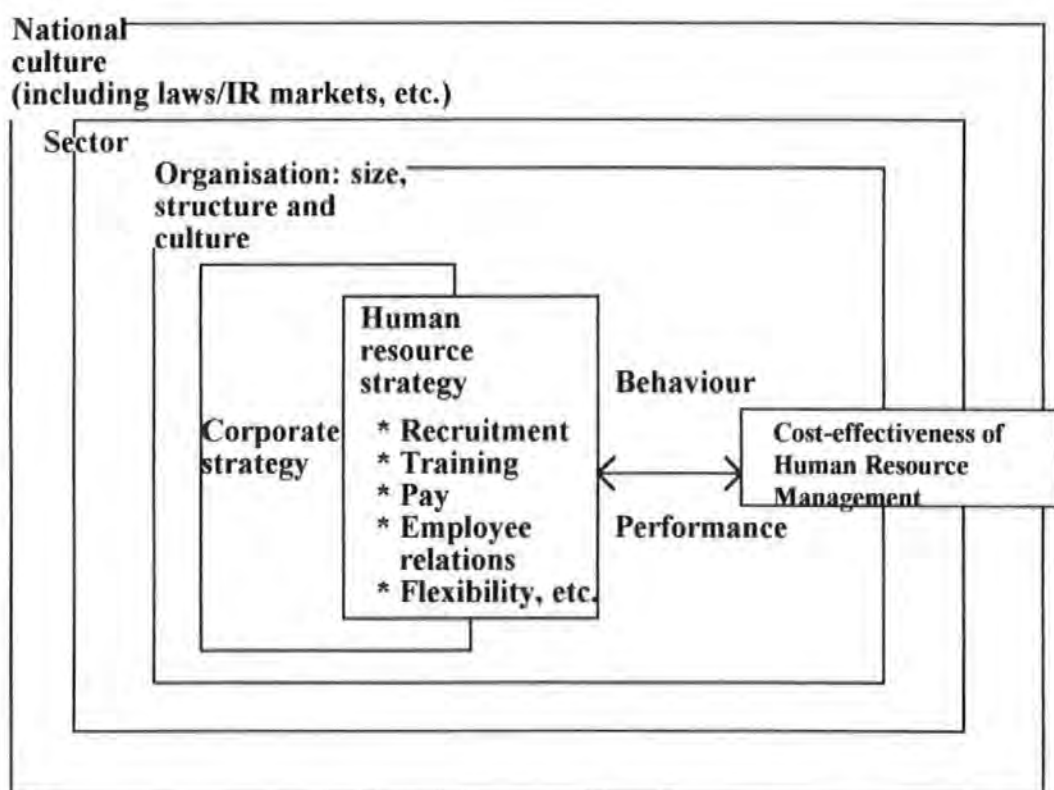 National
culture
(including laws/IR markets, etc.)
Sector
Organisation: size,
structure and
culture
Human
resource
strategy
Corporate
strategy
* Recruitment
* Training
* Pay
* Employee
relations
* Flexibility, etc.
Behaviour
Performance
Cost-effectiveness of
Human Resource
Management